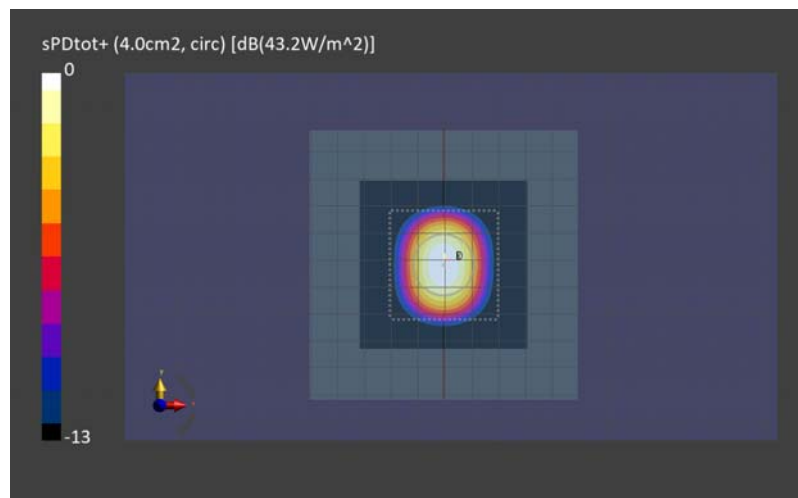 sPDtot+ (4.0cm2, circ) [dB(43.2W/m^2)]
0
-13